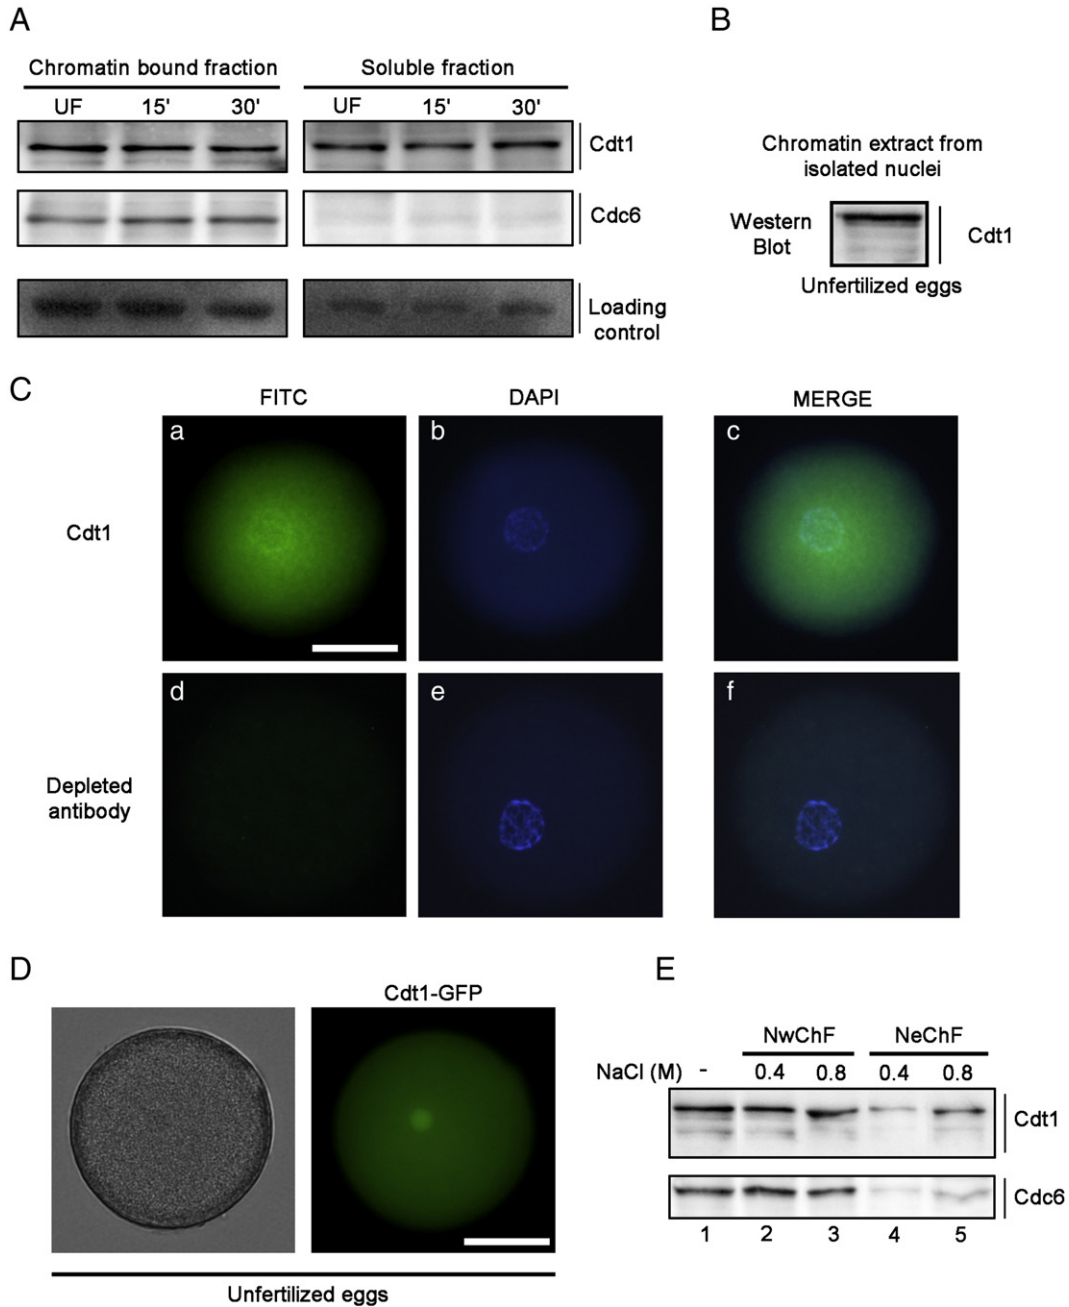 A
B
Chromatin bound fraction
Soluble fraction
UF 15' 30'
UF 15' 30'
Cdt1
Cdc6
Loading
control
Chromatin extract from
isolated nuclei
Western
Blot
Cdt1
Unfertilized eggs
C
FITC
DAPI
MERGE
a
b
c
Cdt1
d
e
f
Depleted
antibody
D
Cdt1-GFP
Unfertilized eggs
E
NwChF
NeChF
NaCl (M) - 0.4 0.8 0.4 0.8
Cdt1
Cdc6
1 2 3 4 5